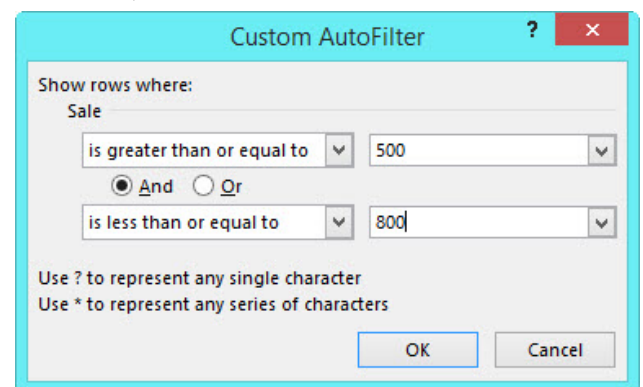 Custom AutoFilter ? ×
Show rows where:
Sale
is greater than or equal to 500
And Or
is less than or equal to 800
Use ? to represent any single character
Use * to represent any series of characters
OK Cancel